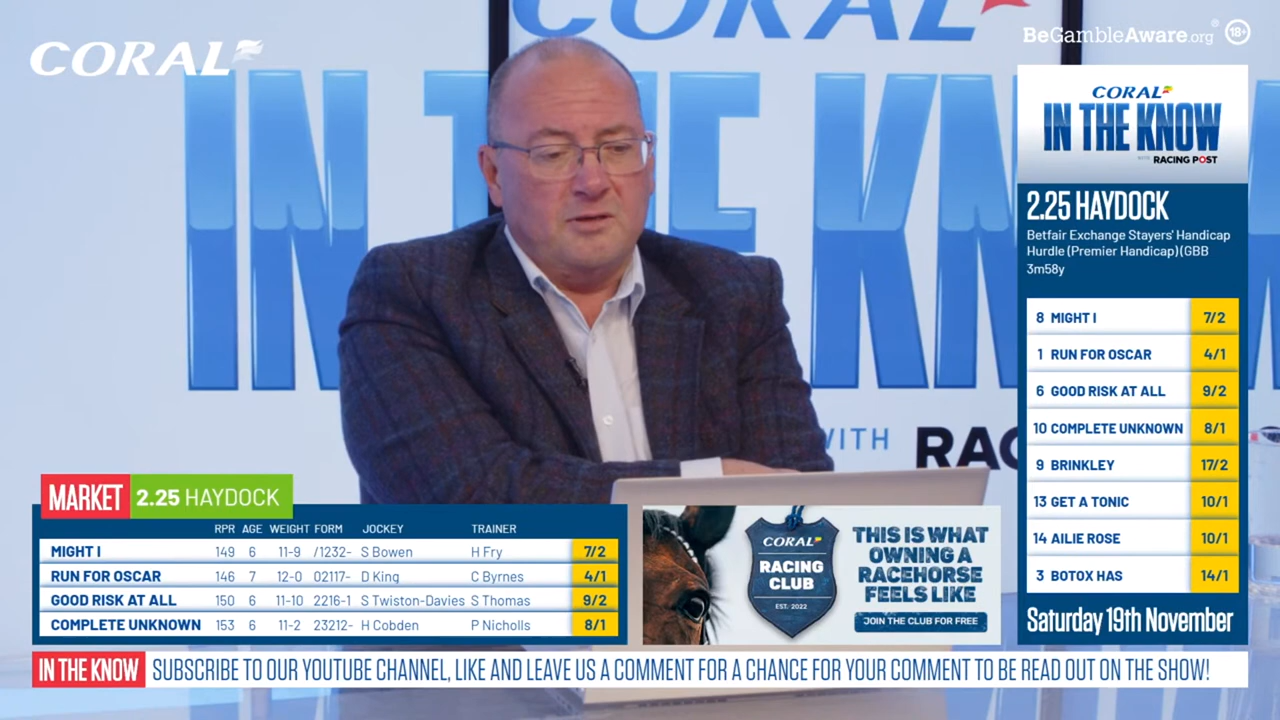 CORAL
CORAL
BeGambleAware.org® 18+
IN THE KNOW
WITH RAC
CORAL
IN THE KNOW
WITH RACING POST
2.25 HAYDOCK
Betfair Exchange Stayers' Handicap
Hurdle (Premier Handicap)(GBB
3m58y
8 MIGHT I 7/2
1 RUN FOR OSCAR 4/1
6 GOOD RISK AT ALL 9/2
10 COMPLETE UNKNOWN 8/1
9 BRINKLEY 17/2
13 GET A TONIC 10/1
14 AILIE ROSE 10/1
3 BOTOX HAS 14/1
Saturday 19th November
MARKET 2.25 HAYDOCK
RPR AGE WEIGHT FORM JOCKEY TRAINER
MIGHT I 149 6 11-9 /1232- S Bowen H Fry 7/2
RUN FOR OSCAR 146 7 12-0 02117- D King C Byrnes 4/1
GOOD RISK AT ALL 150 6 11-10 2216-1 S Twiston-Davies S Thomas 9/2
COMPLETE UNKNOWN 153 6 11-2 23212- H Cobden P Nicholls 8/1
CORAL
RACING
CLUB
EST. 2022
THIS IS WHAT
OWNING A
RACEHORSE
FEELS LIKE
JOIN THE CLUB FOR FREE
IN THE KNOW SUBSCRIBE TO OUR YOUTUBE CHANNEL, LIKE AND LEAVE US A COMMENT FOR A CHANCE FOR YOUR COMMENT TO BE READ OUT ON THE SHOW!